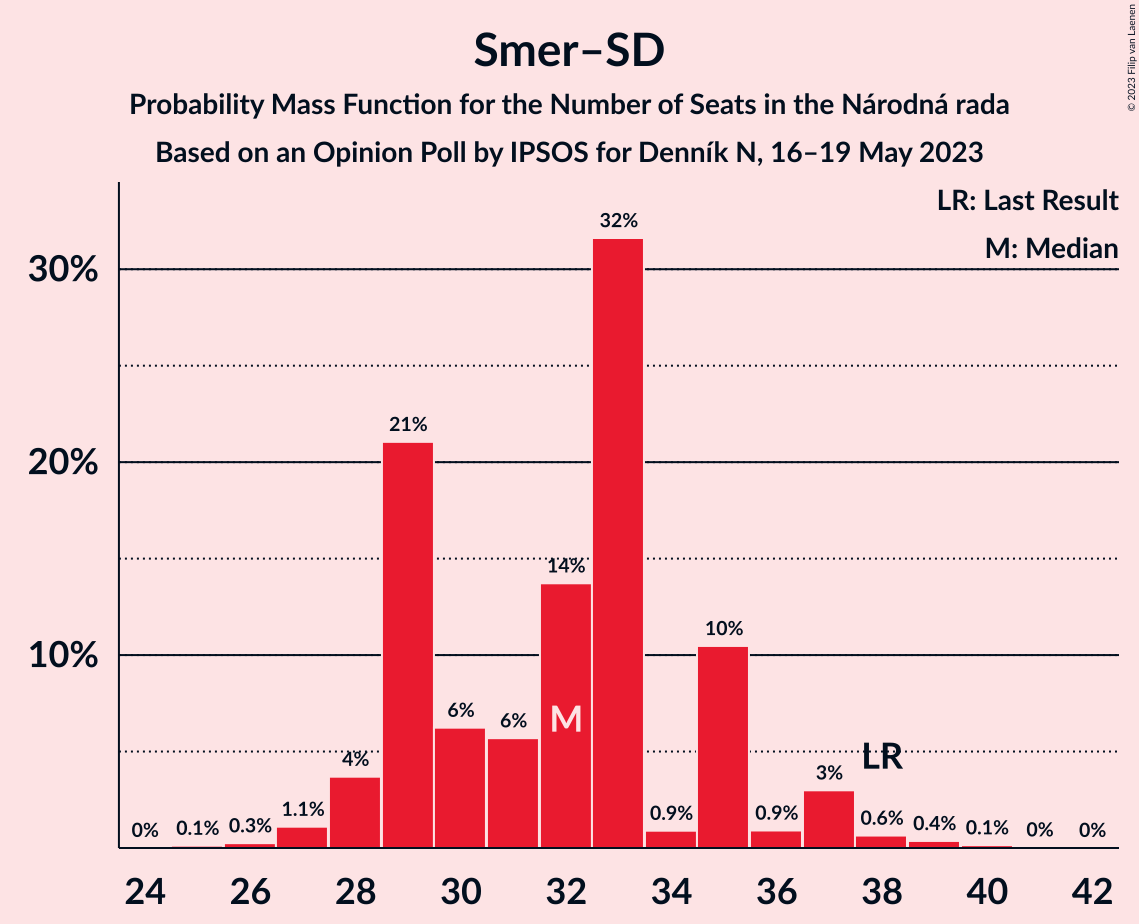 Smer–SD
Probability Mass Function for the Number of Seats in the Národná rada
Based on an Opinion Poll by IPSOS for Denník N, 16–19 May 2023
© 2023 Filip van Laenen
LR: Last Result
M: Median
30%
20%
10%
0%
0.1%
0.3%
1.1%
4%
21%
6%
6%
14%
32%
0.9%
10%
0.9%
3%
0.6%
0.4%
0.1%
0%
0%
M
LR
24 26 28 30 32 34 36 38 40 42